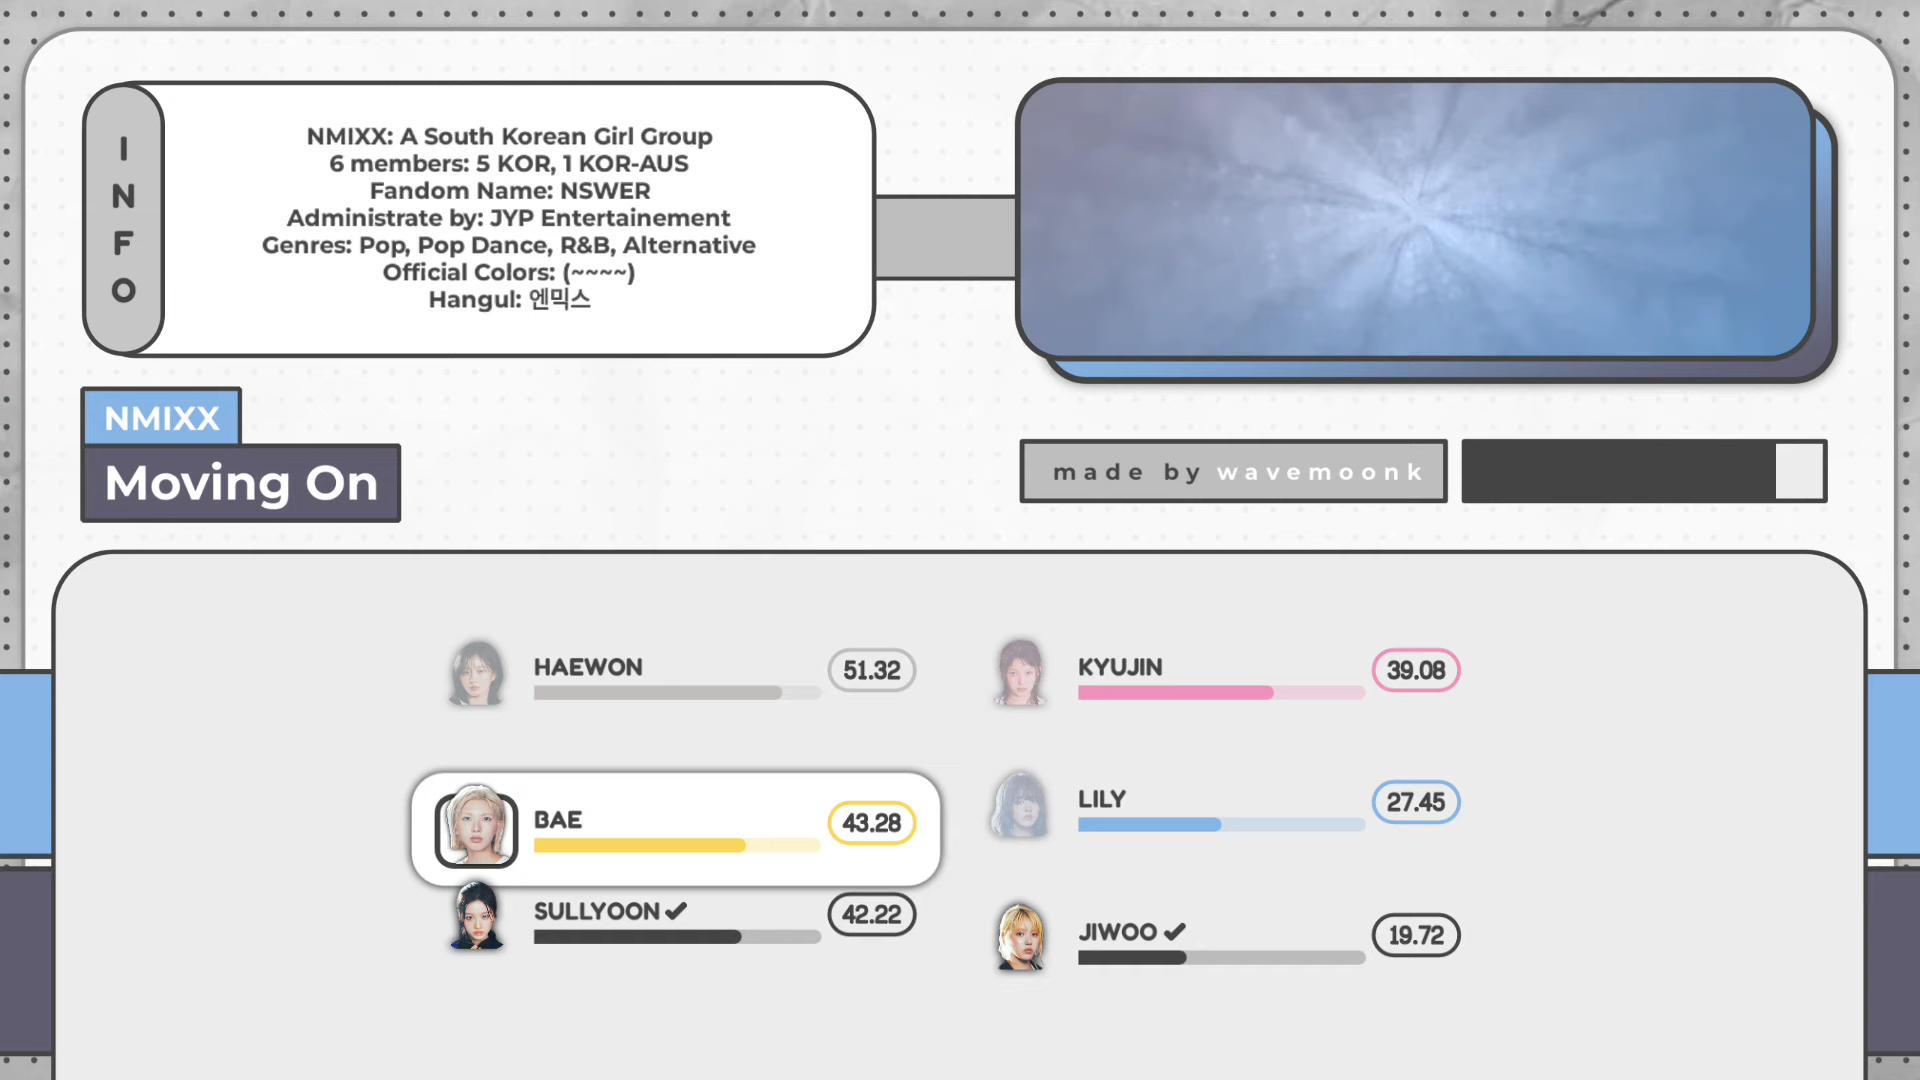 INFO
NMIXX: A South Korean Girl Group
6 members: 5 KOR, 1 KOR-AUS
Fandom Name: NSWER
Administrate by: JYP Entertainement
Genres: Pop, Pop Dance, R&B, Alternative
Official Colors: (~~~~)
Hangul: 엔믹스
NMIXX
Moving On
made by wavemoonk
HAEWON 51.32
BAE 43.28
SULLYOON ✔ 42.22
KYUJIN 39.08
LILY 27.45
JIWOO ✔ 19.72